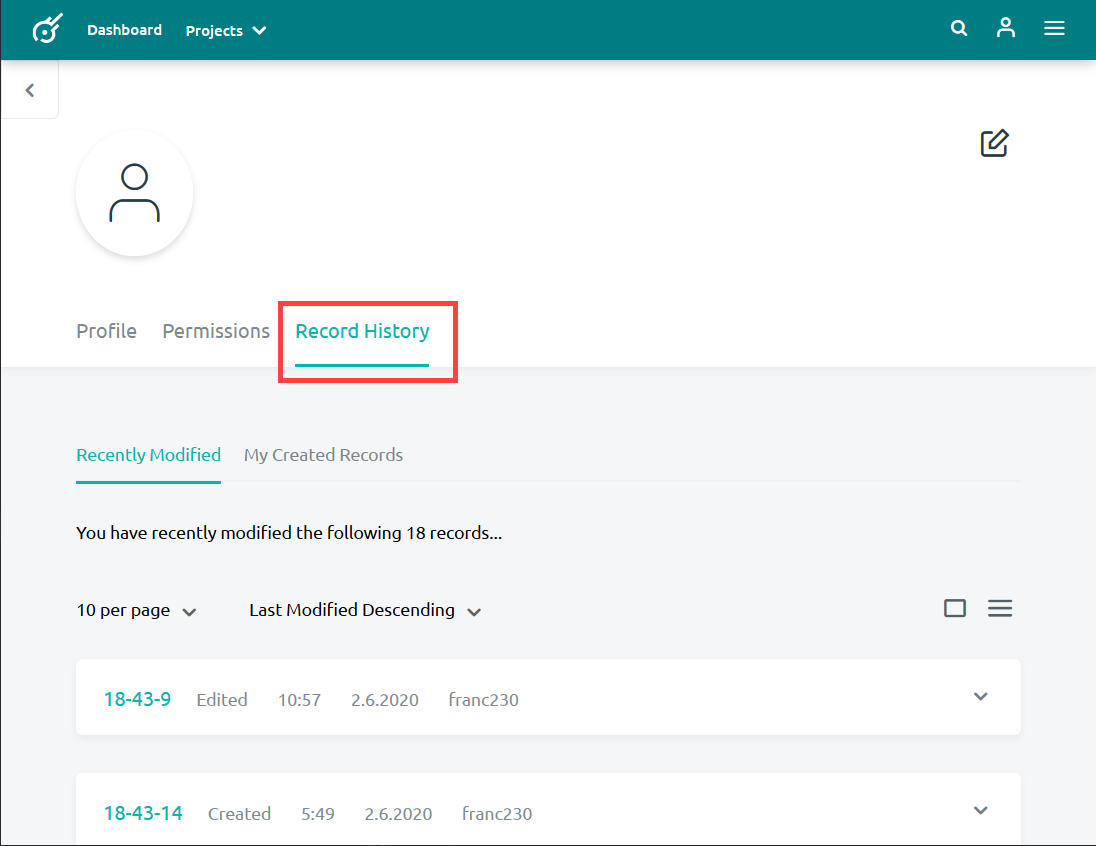 Dashboard Projects
Profile Permissions Record History
Recently Modified My Created Records
You have recently modified the following 18 records...
10 per page Last Modified Descending
18-43-9 Edited 10:57 2.6.2020 franc230
18-43-14 Created 5:49 2.6.2020 franc230